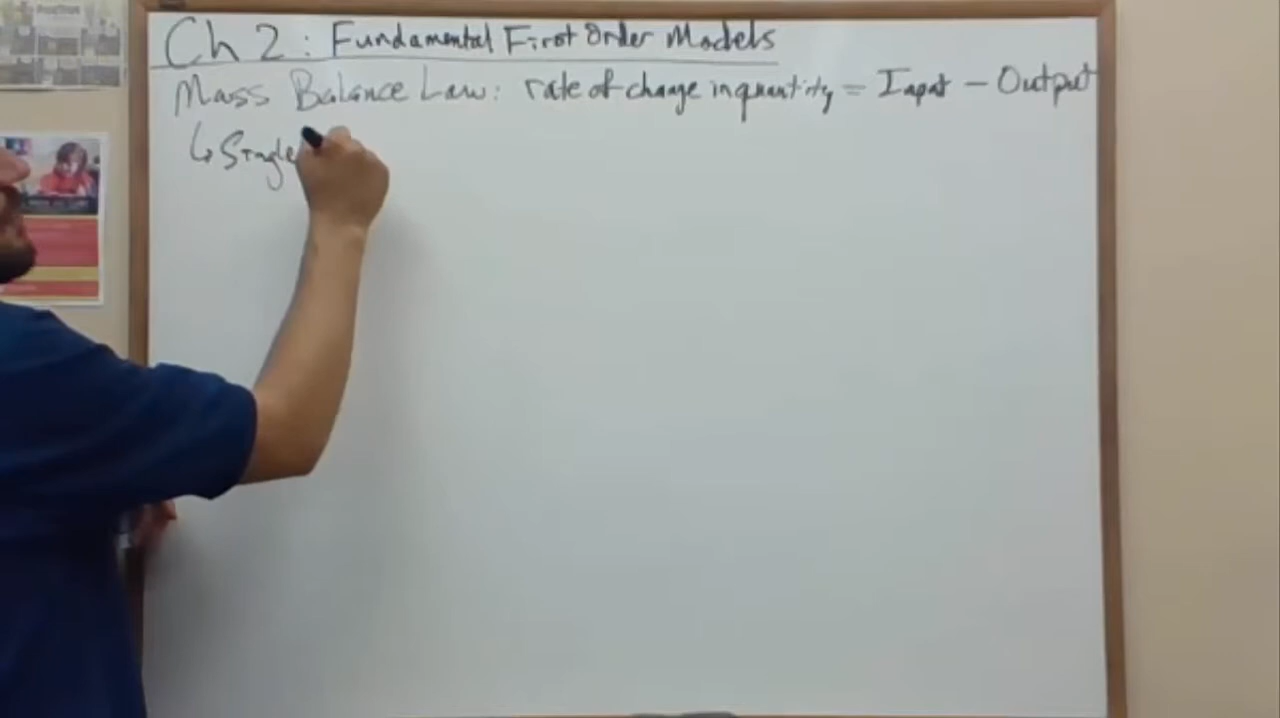 Ch 2: Fundamental First Order Models
Mass Balance Law: rate of change in quantity = Input - Output
↳ Single